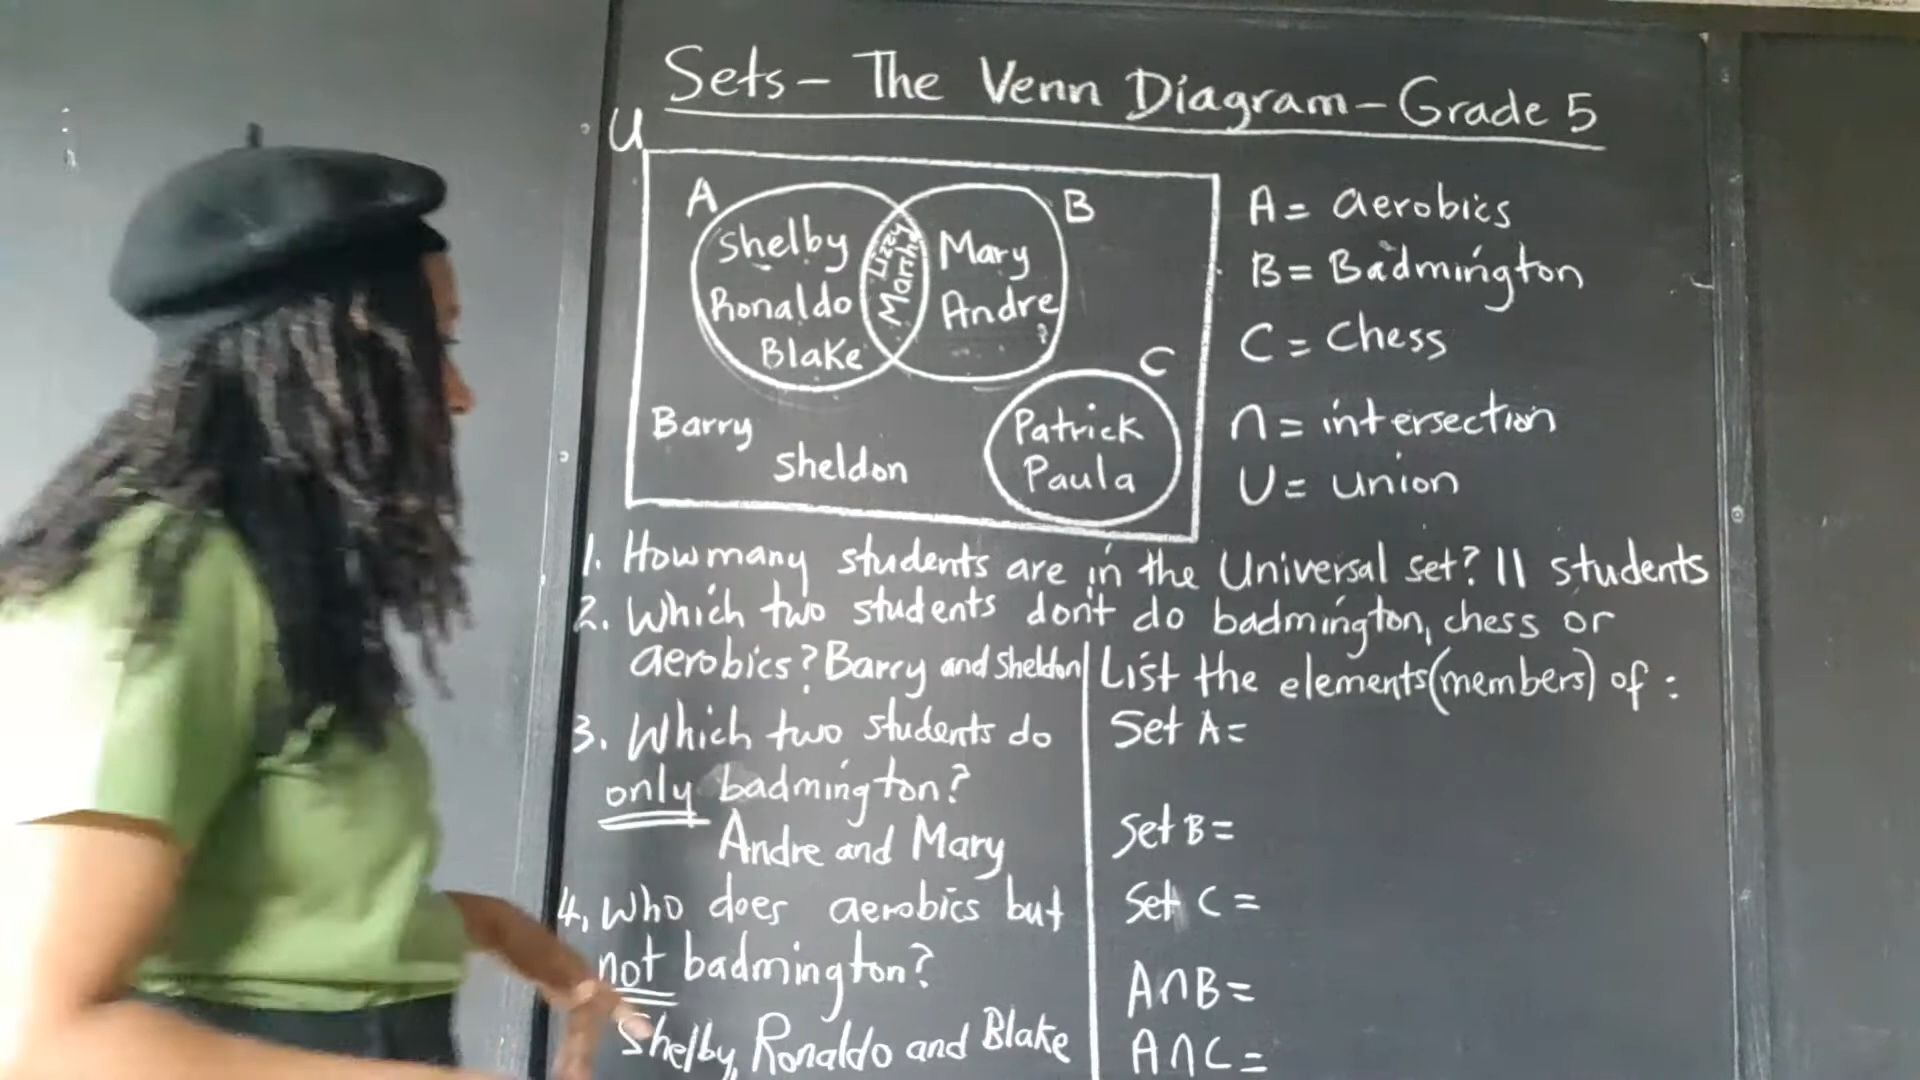 Sets - The Venn Diagram - Grade 5
U
A
B
Shelby
Ronaldo
Blake
Lizzy
Marsha
Mary
Andre
C
Patrick
Paula
Barry
Sheldon
A = aerobics
B = Badmington
C = Chess
∩ = intersection
U = union
1. How many students are in the Universal set? 11 students
2. Which two students don't do badmington, chess or
aerobics? Barry and Sheldon
3. Which two students do
only badmington?
Andre and Mary
4. Who does aerobics but
not badmington?
Shelby, Ronaldo and Blake
List the elements (members) of :
Set A =
Set B =
Set C =
A∩B =
A∩C =